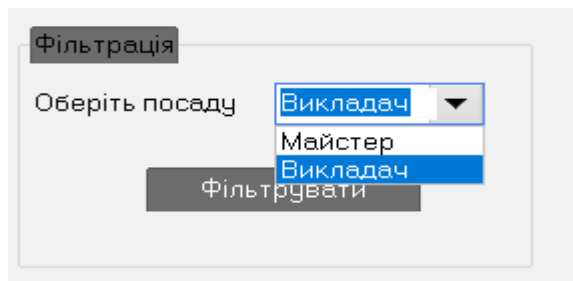 Фільтрація
Оберіть посаду Викладач
Майстер
Викладач
Фільтрувати